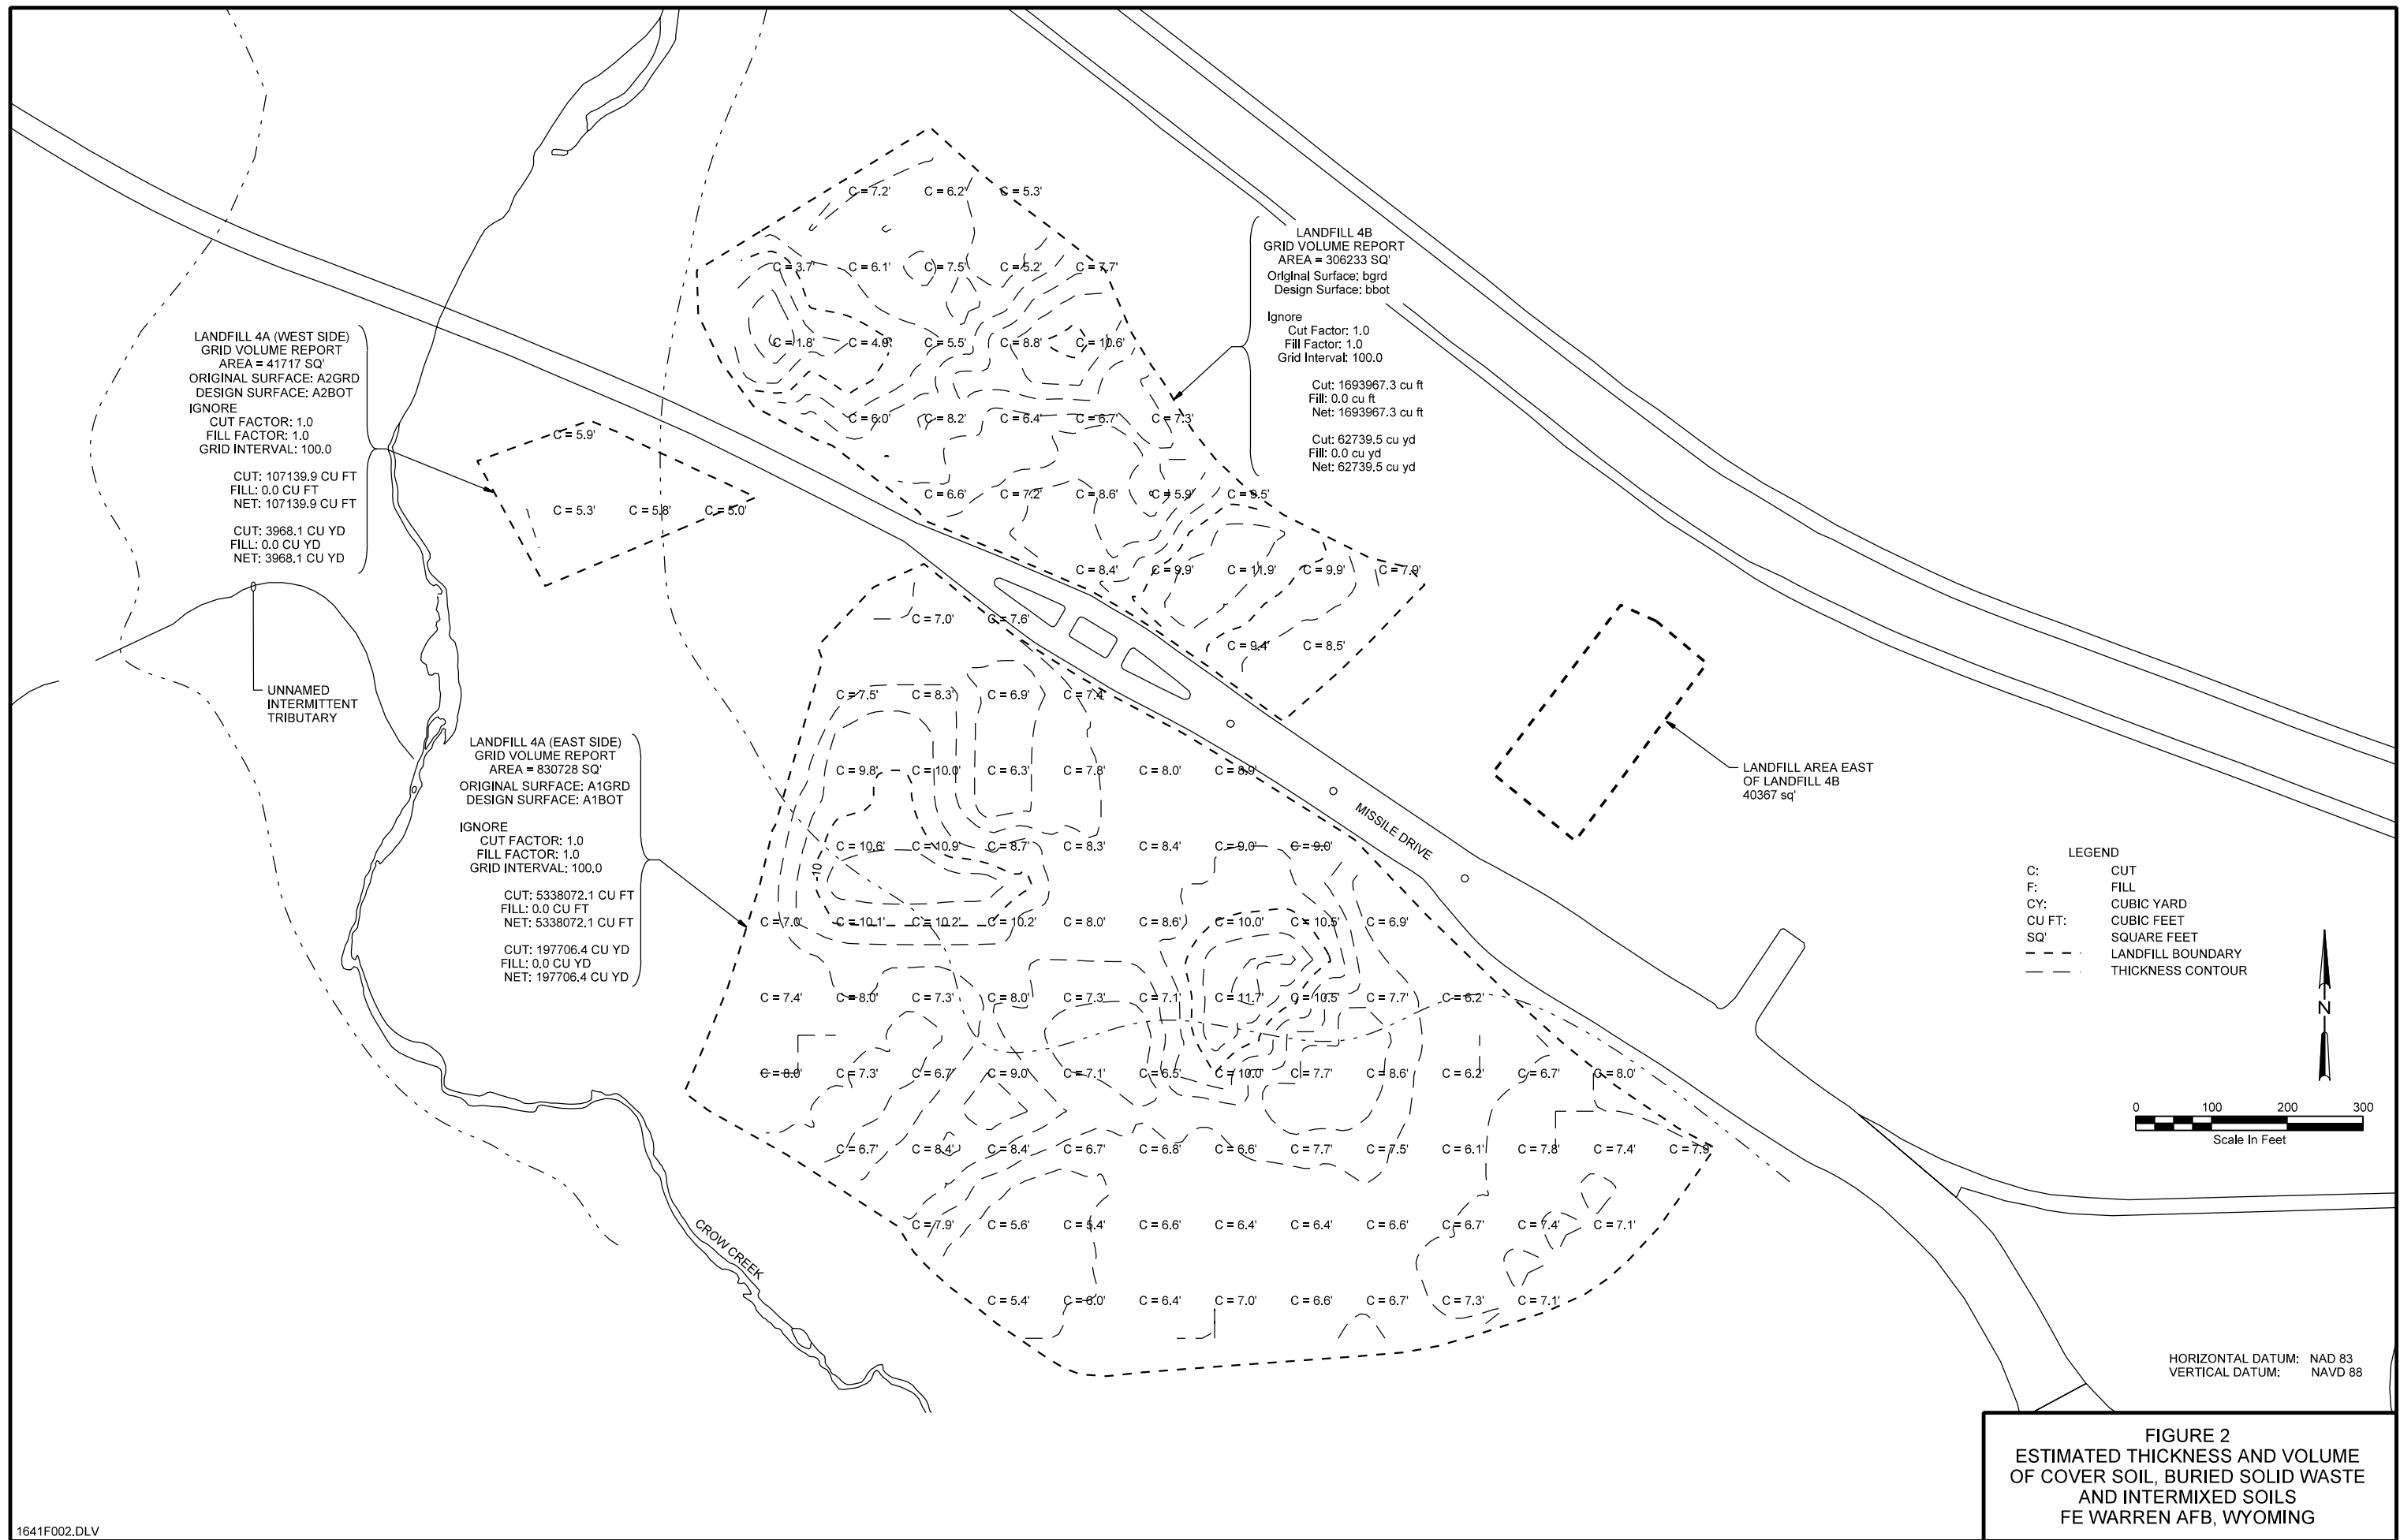 C = 7.2' C = 6.2' C = 5.3'
C = 3.7' C = 6.1' C = 7.5' C = 5.2' C = 7.7'
C = 1.8' C = 4.9' C = 5.5' C = 8.8' C = 10.6'
C = 6.0' C = 8.2' C = 6.4' C = 6.7' C = 7.3'
C = 6.6' C = 7.2' C = 8.6' C = 5.9' C = 9.5'
C = 8.4' C = 9.9' C = 11.9' C = 9.9' C = 7.9'
C = 9.4' C = 8.5'
LANDFILL 4B
GRID VOLUME REPORT
AREA = 306233 SQ'
Original Surface: bgrd
Design Surface: bbot
Ignore
Cut Factor: 1.0
Fill Factor: 1.0
Grid Interval: 100.0
Cut: 1693967.3 cu ft
Fill: 0.0 cu ft
Net: 1693967.3 cu ft
Cut: 62739.5 cu yd
Fill: 0.0 cu yd
Net: 62739.5 cu yd
LANDFILL 4A (WEST SIDE)
GRID VOLUME REPORT
AREA = 41717 SQ'
ORIGINAL SURFACE: A2GRD
DESIGN SURFACE: A2BOT
IGNORE
CUT FACTOR: 1.0
FILL FACTOR: 1.0
GRID INTERVAL: 100.0
CUT: 107139.9 CU FT
FILL: 0.0 CU FT
NET: 107139.9 CU FT
CUT: 3968.1 CU YD
FILL: 0.0 CU YD
NET: 3968.1 CU YD
C = 5.9'
C = 5.3' C = 5.8' C = 5.0'
UNNAMED
INTERMITTENT
TRIBUTARY
LANDFILL 4A (EAST SIDE)
GRID VOLUME REPORT
AREA = 830728 SQ'
ORIGINAL SURFACE: A1GRD
DESIGN SURFACE: A1BOT
IGNORE
CUT FACTOR: 1.0
FILL FACTOR: 1.0
GRID INTERVAL: 100.0
CUT: 5338072.1 CU FT
FILL: 0.0 CU FT
NET: 5338072.1 CU FT
CUT: 197706.4 CU YD
FILL: 0.0 CU YD
NET: 197706.4 CU YD
C = 7.0' C = 7.6'
C = 7.5' C = 8.3' C = 6.9' C = 7.4'
C = 9.8' C = 10.0' C = 6.3' C = 7.8' C = 8.0' C = 8.9'
C = 10.6' C = 10.9' C = 8.7' C = 8.3' C = 8.4' C = 9.0' C = 9.0'
10
C = 7.0' C = 10.1' C = 10.2' C = 10.2' C = 8.0' C = 8.6' C = 10.0' C = 10.5' C = 6.9'
C = 7.4' C = 8.0' C = 7.3' C = 8.0' C = 7.3' C = 7.1' C = 11.7' C = 10.5' C = 7.7' C = 6.2'
C = 8.0' C = 7.3' C = 6.7' C = 9.0' C = 7.1' C = 6.5' C = 10.0' C = 7.7' C = 8.6' C = 6.2' C = 6.7' C = 8.0'
C = 6.7' C = 8.4' C = 8.4' C = 6.7' C = 6.8' C = 6.6' C = 7.7' C = 7.5' C = 6.1' C = 7.8' C = 7.4' C = 7.9'
C = 7.9' C = 5.6' C = 5.4' C = 6.6' C = 6.4' C = 6.4' C = 6.6' C = 6.7' C = 7.4' C = 7.1'
C = 5.4' C = 6.0' C = 6.4' C = 7.0' C = 6.6' C = 6.7' C = 7.3' C = 7.1'
MISSILE DRIVE
CROW CREEK
LANDFILL AREA EAST
OF LANDFILL 4B
40367 sq'
LEGEND
C: CUT
F: FILL
CY: CUBIC YARD
CU FT: CUBIC FEET
SQ' SQUARE FEET
LANDFILL BOUNDARY
THICKNESS CONTOUR
N
0 100 200 300
Scale In Feet
HORIZONTAL DATUM: NAD 83
VERTICAL DATUM: NAVD 88
FIGURE 2
ESTIMATED THICKNESS AND VOLUME
OF COVER SOIL, BURIED SOLID WASTE
AND INTERMIXED SOILS
FE WARREN AFB, WYOMING
1641F002.DLV